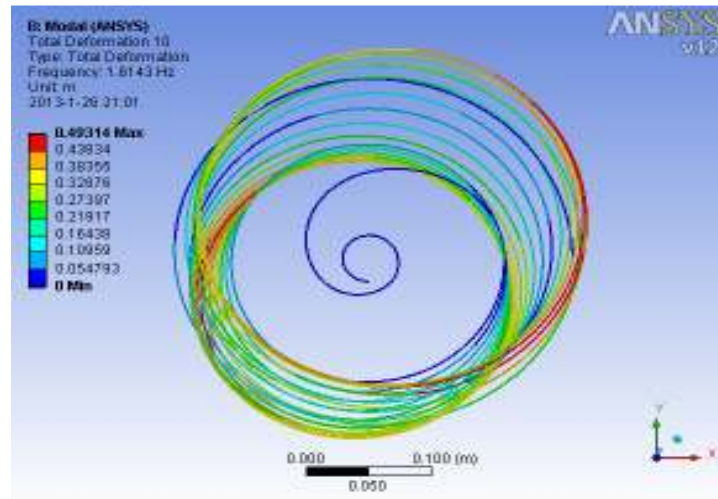 B: Modal (ANSYS)
Total Deformation 10
Type: Total Deformation
Frequency: 1.6143 Hz
Unit: m
2013-1-26 21:01
0.49314 Max
0.43834
0.38355
0.32876
0.27397
0.21917
0.16438
0.10959
0.054793
0 Min
ANSYS
v12
0.000
0.100 (m)
0.050
Y
X